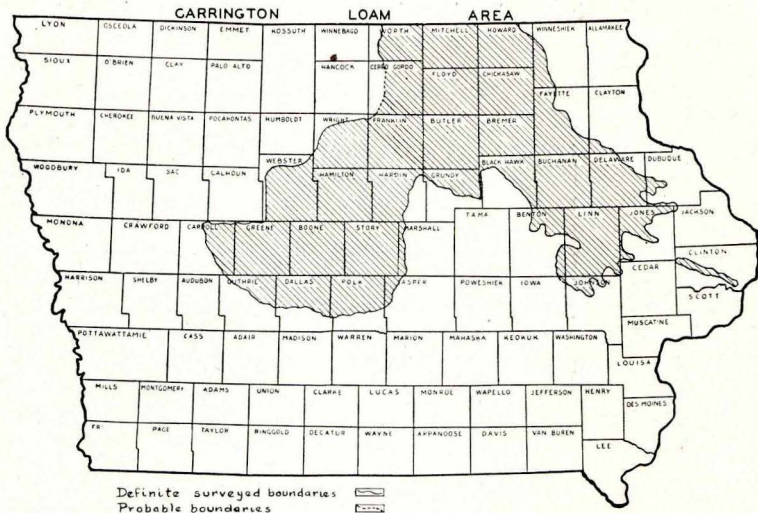 CARRINGTON LOAM AREA
LYON OSCEOLA DICKINSON EMMET KOSSUTH WINNEBAGO WORTH MITCHELL HOWARD WINNESHIEK ALLAMAKEE
SIOUX O'BRIEN CLAY PALO ALTO HANCOCK CERRO GORDO FLOYD CHICKASAW
FAYETTE CLAYTON
PLYMOUTH CHEROKEE BUENA VISTA POCAHONTAS HUMBOLDT WRIGHT FRANKLIN BUTLER BREMER
WOODBURY IDA SAC CALHOUN WEBSTER HAMILTON HARDIN GRUNDY BLACK HAWK BUCHANAN DELAWARE DUBUQUE
MONONA CRAWFORD CARROLL GREENE BOONE STORY MARSHALL TAMA BENTON LINN JONES JACKSON
CLINTON
CEDAR
HARRISON SHELBY AUDUBON GUTHRIE DALLAS POLK JASPER POWESHIEK IOWA JOHNSON SCOTT
MUSCATINE
POTTAWATTAMIE CASS ADAIR MADISON WARREN MARION MAHASKA KEOKUK WASHINGTON
LOUISA
MILLS MONTGOMERY ADAMS UNION CLARKE LUCAS MONROE WAPELLO JEFFERSON HENRY
DES MOINES
PAGE TAYLOR RINGGOLD DECATUR WAYNE APPANOOSE DAVIS VAN BUREN
LEE
Definite surveyed boundaries
Probable boundaries